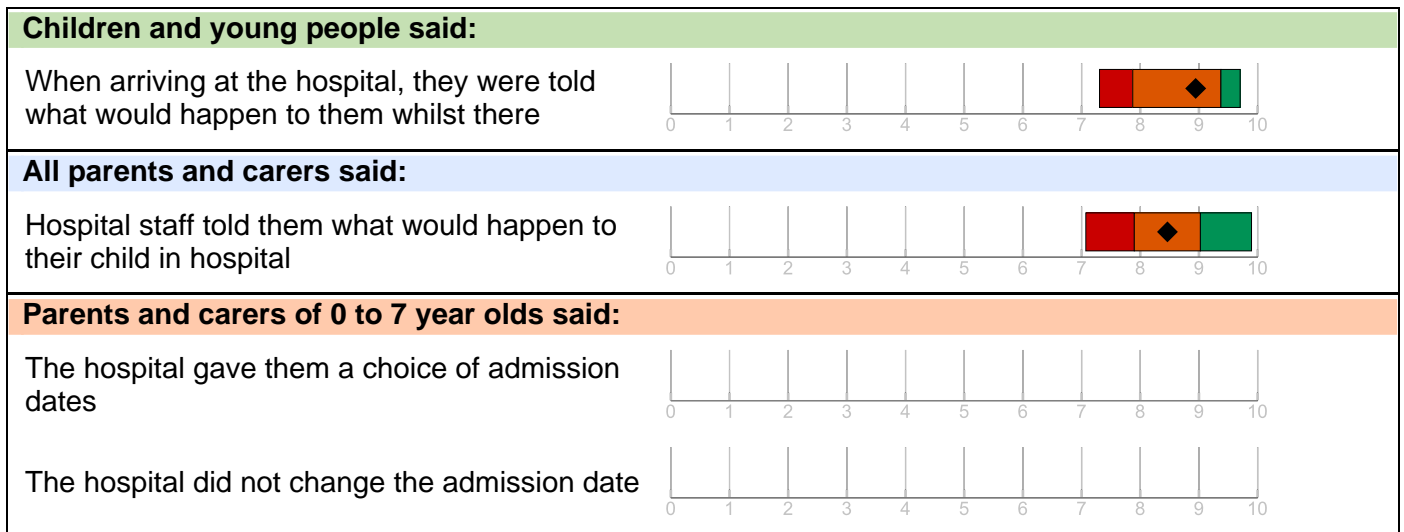 Children and young people said:
When arriving at the hospital, they were told
what would happen to them whilst there
0 1 2 3 4 5 6 7 8 9 10
All parents and carers said:
Hospital staff told them what would happen to
their child in hospital
0 1 2 3 4 5 6 7 8 9 10
Parents and carers of 0 to 7 year olds said:
The hospital gave them a choice of admission
dates
0 1 2 3 4 5 6 7 8 9 10
The hospital did not change the admission date
0 1 2 3 4 5 6 7 8 9 10